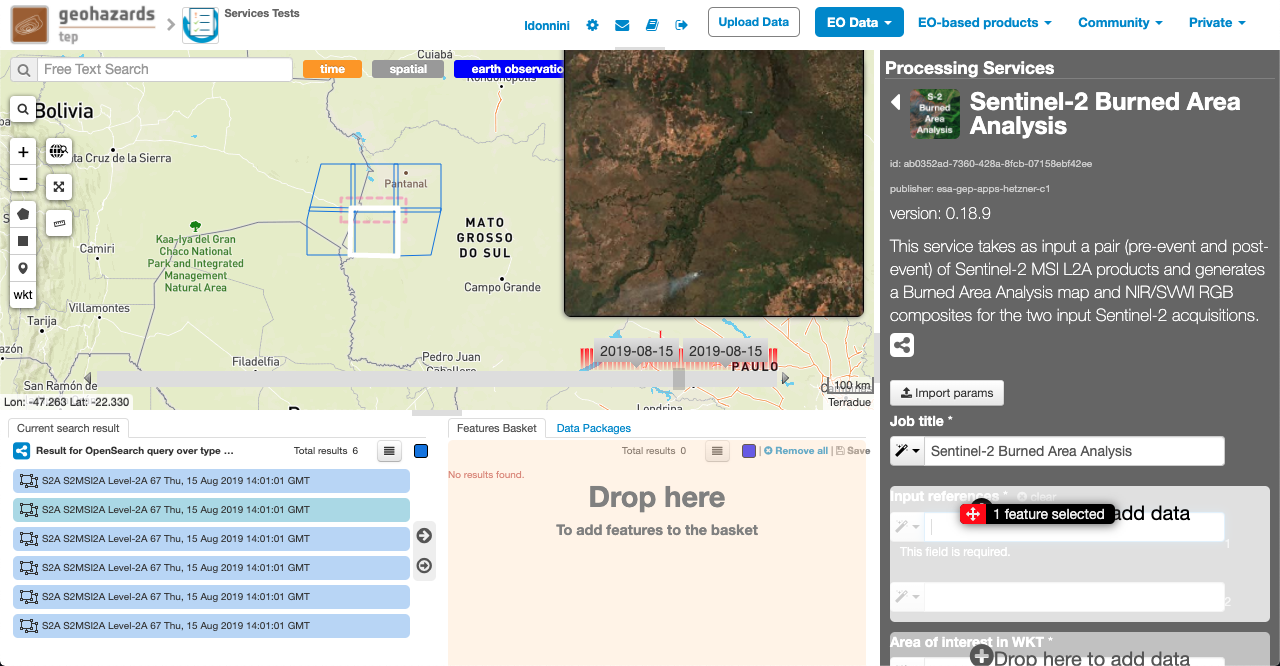 geohazards
tep
Services Tests
ldonnini
Upload Data
EO Data
EO-based products
Community
Private
Free Text Search
time
spatial
earth observatio
Cuiabá
Rondonópolis
Bolivia
ta Cruz de la Sierra
Pantanal
MATO
GROSSO
DO SUL
Kaa-Iya del Gran
Chaco National
Park and Integrated
Management
Natural Area
Camiri
Campo Grande
wkt
Villamontes
Tarija
azón
Filadelfia
Pedro Juan
Caballero
2019-08-15
2019-08-15
PAULO
San Ramón de
100 km
Lon: -47.263 Lat: -22.330
Londrina
Terradue
Current search result
Result for OpenSearch query over type ...
Total results 6
S2A S2MSI2A Level-2A 67 Thu, 15 Aug 2019 14:01:01 GMT
S2A S2MSI2A Level-2A 67 Thu, 15 Aug 2019 14:01:01 GMT
S2A S2MSI2A Level-2A 67 Thu, 15 Aug 2019 14:01:01 GMT
S2A S2MSI2A Level-2A 67 Thu, 15 Aug 2019 14:01:01 GMT
S2A S2MSI2A Level-2A 67 Thu, 15 Aug 2019 14:01:01 GMT
S2A S2MSI2A Level-2A 67 Thu, 15 Aug 2019 14:01:01 GMT
Features Basket
Data Packages
Total results 0
Remove all | Save
No results found.
Drop here
To add features to the basket
Processing Services
S-2
Burned
Area
Analysis
Sentinel-2 Burned Area
Analysis
id: ab0352ad-7360-428a-8fcb-07158ebf42ee
publisher: esa-gep-apps-hetzner-c1
version: 0.18.9
This service takes as input a pair (pre-event and post-
event) of Sentinel-2 MSI L2A products and generates
a Burned Area Analysis map and NIR/SVWI RGB
composites for the two input Sentinel-2 acquisitions.
Import params
Job title *
Sentinel-2 Burned Area Analysis
Input references * clear
1 feature selected
add data
1
This field is required.
2
Area of interest in WKT *
Drop here to add data